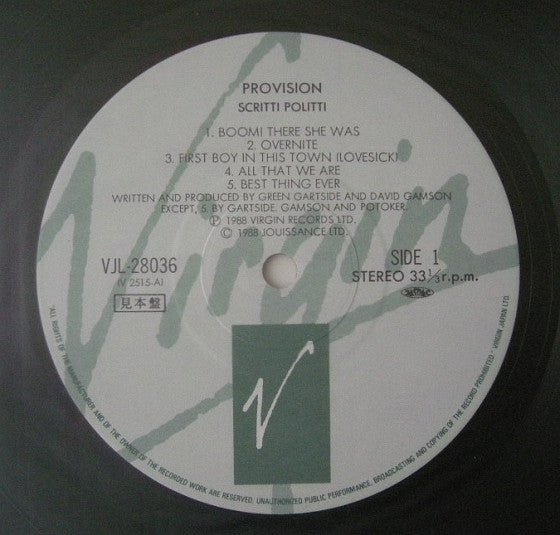 PROVISION
SCRITTI POLITTI
1. BOOM! THERE SHE WAS
2. OVERNITE
3. FIRST BOY IN THIS TOWN (LOVESICK)
4. ALL THAT WE ARE
5. BEST THING EVER
WRITTEN AND PRODUCED BY GREEN GARTSIDE AND DAVID GAMSON
EXCEPT, 5. BY GARTSIDE, GAMSON AND POTOKER.
Ⓟ 1988 VIRGIN RECORDS LTD.
© 1988 JOUISSANCE LTD.
VJL-28036
(V 2515-A)
見本盤
SIDE 1
STEREO 33 1/3 r.p.m.
Virgin
V
"ALL RIGHTS OF THE MANUFACTURER AND OF THE OWNER OF THE RECORDED WORK ARE RESERVED. UNAUTHORIZED PUBLIC PERFORMANCE, BROADCASTING AND COPYING OF THE RECORD PROHIBITED - VIRGIN JAPAN LTD.